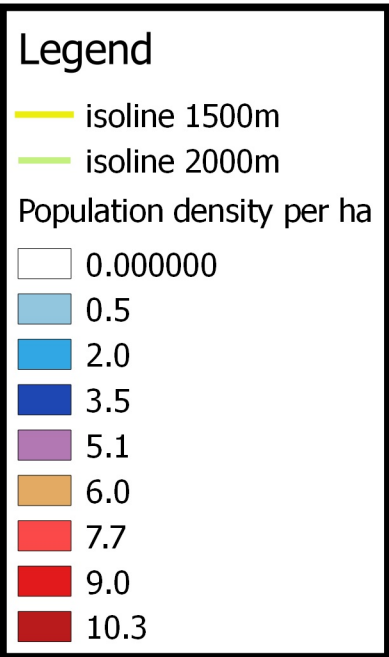 Legend
isoline 1500m
isoline 2000m
Population density per ha
0.000000
0.5
2.0
3.5
5.1
6.0
7.7
9.0
10.3